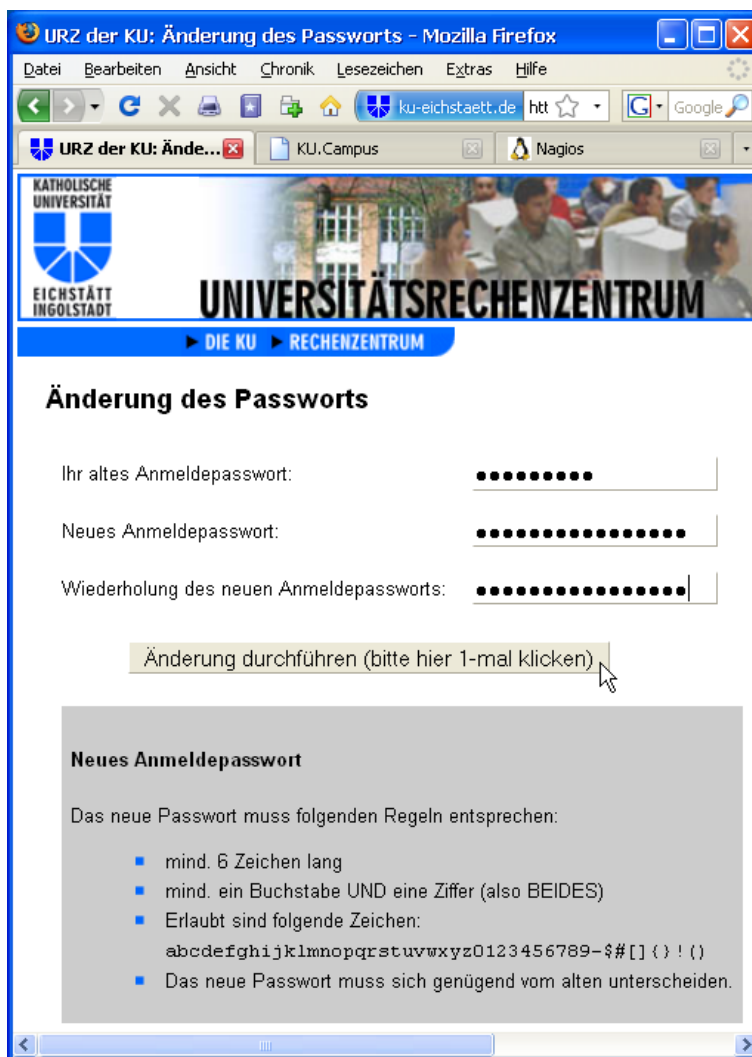 URZ der KU: Änderung des Passworts - Mozilla Firefox
Datei Bearbeiten Ansicht Chronik Lesezeichen Extras Hilfe
ku-eichstaett.de htt G Google
URZ der KU: Ände... KU.Campus Nagios
KATHOLISCHE
UNIVERSITÄT
EICHSTÄTT
INGOLSTADT
UNIVERSITÄTSRECHENZENTRUM
DIE KU RECHENZENTRUM
Änderung des Passworts
Ihr altes Anmeldepasswort: ●●●●●●●●●
Neues Anmeldepasswort: ●●●●●●●●●●●●●●●●
Wiederholung des neuen Anmeldepassworts: ●●●●●●●●●●●●●●●●
Änderung durchführen (bitte hier 1-mal klicken)
Neues Anmeldepasswort
Das neue Passwort muss folgenden Regeln entsprechen:
mind. 6 Zeichen lang
mind. ein Buchstabe UND eine Ziffer (also BEIDES)
Erlaubt sind folgende Zeichen:
abcdefghijklmnopqrstuvwxyz0123456789-$#[]{}!()
Das neue Passwort muss sich genügend vom alten unterscheiden.